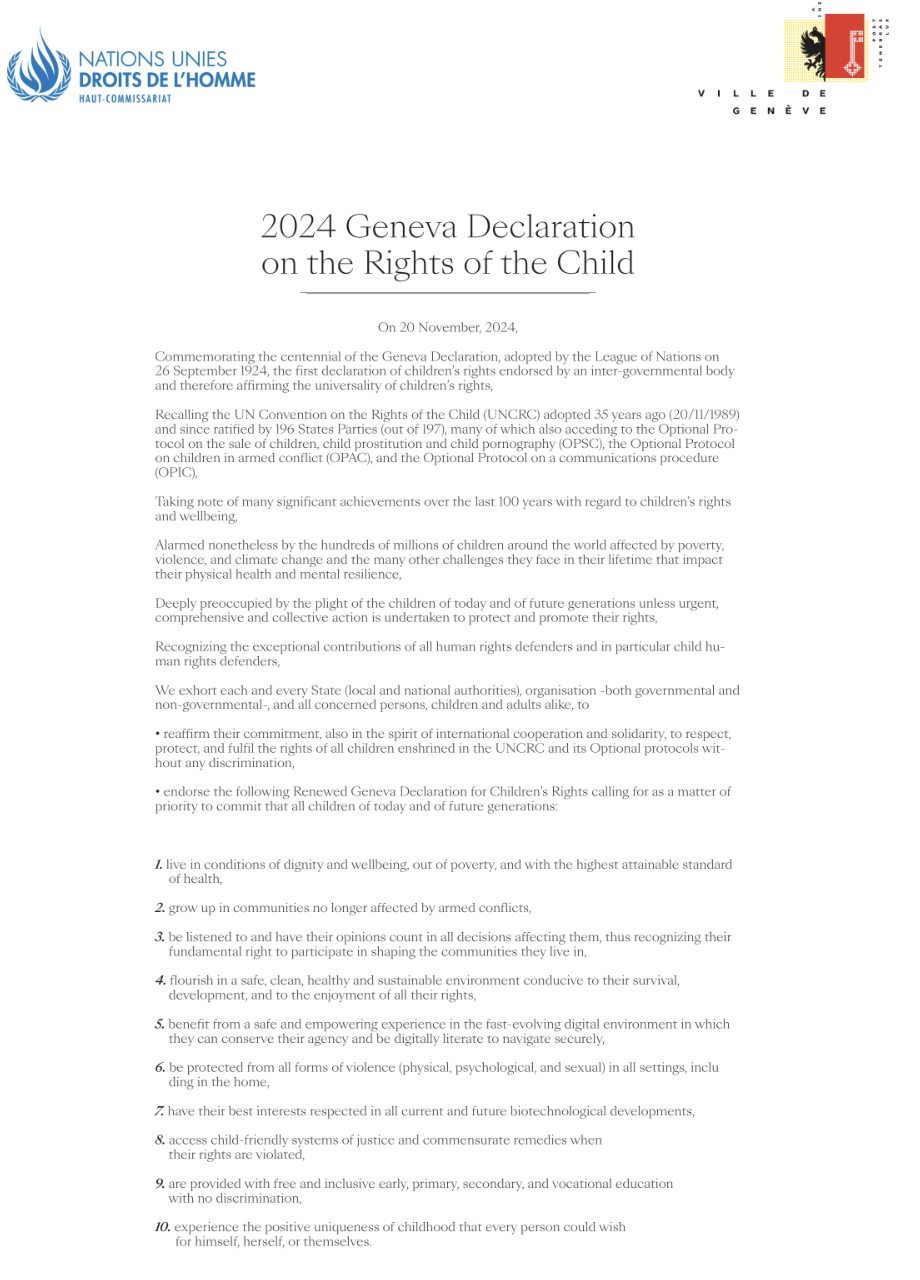 NATIONS UNIES
DROITS DE L'HOMME
HAUT-COMMISSARIAT
POST
TENEBRAS
LUX
VILLE DE
GENÈVE
2024 Geneva Declaration
on the Rights of the Child
On 20 November, 2024,
Commemorating the centennial of the Geneva Declaration, adopted by the League of Nations on
26 September 1924, the first declaration of children's rights endorsed by an inter-governmental body
and therefore affirming the universality of children's rights,
Recalling the UN Convention on the Rights of the Child (UNCRC) adopted 35 years ago (20/11/1989)
and since ratified by 196 States Parties (out of 197), many of which also acceding to the Optional Pro-
tocol on the sale of children, child prostitution and child pornography (OPSC), the Optional Protocol
on children in armed conflict (OPAC), and the Optional Protocol on a communications procedure
(OPIC),
Taking note of many significant achievements over the last 100 years with regard to children's rights
and wellbeing,
Alarmed nonetheless by the hundreds of millions of children around the world affected by poverty,
violence, and climate change and the many other challenges they face in their lifetime that impact
their physical health and mental resilience,
Deeply preoccupied by the plight of the children of today and of future generations unless urgent,
comprehensive and collective action is undertaken to protect and promote their rights,
Recognizing the exceptional contributions of all human rights defenders and in particular child hu-
man rights defenders,
We exhort each and every State (local and national authorities), organisation -both governmental and
non-governmental-, and all concerned persons, children and adults alike, to
• reaffirm their commitment, also in the spirit of international cooperation and solidarity, to respect,
protect, and fulfil the rights of all children enshrined in the UNCRC and its Optional protocols wit-
hout any discrimination,
• endorse the following Renewed Geneva Declaration for Children's Rights calling for as a matter of
priority to commit that all children of today and of future generations:
1. live in conditions of dignity and wellbeing, out of poverty, and with the highest attainable standard
of health,
2. grow up in communities no longer affected by armed conflicts,
3. be listened to and have their opinions count in all decisions affecting them, thus recognizing their
fundamental right to participate in shaping the communities they live in,
4. flourish in a safe, clean, healthy and sustainable environment conducive to their survival,
development, and to the enjoyment of all their rights,
5. benefit from a safe and empowering experience in the fast-evolving digital environment in which
they can conserve their agency and be digitally literate to navigate securely,
6. be protected from all forms of violence (physical, psychological, and sexual) in all settings, inclu
ding in the home,
7. have their best interests respected in all current and future biotechnological developments,
8. access child-friendly systems of justice and commensurate remedies when
their rights are violated,
9. are provided with free and inclusive early, primary, secondary, and vocational education
with no discrimination,
10. experience the positive uniqueness of childhood that every person could wish
for himself, herself, or themselves.